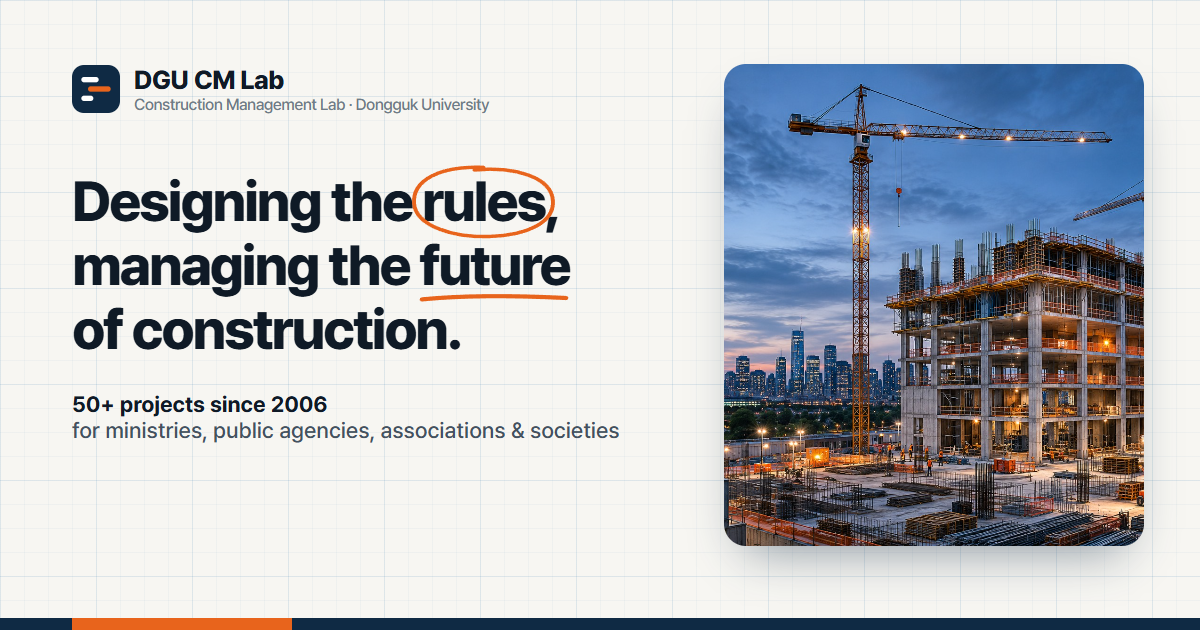 DGU CM Lab
Construction Management Lab · Dongguk University
Designing the rules,
managing the future
of construction.
50+ projects since 2006
for ministries, public agencies, associations & societies